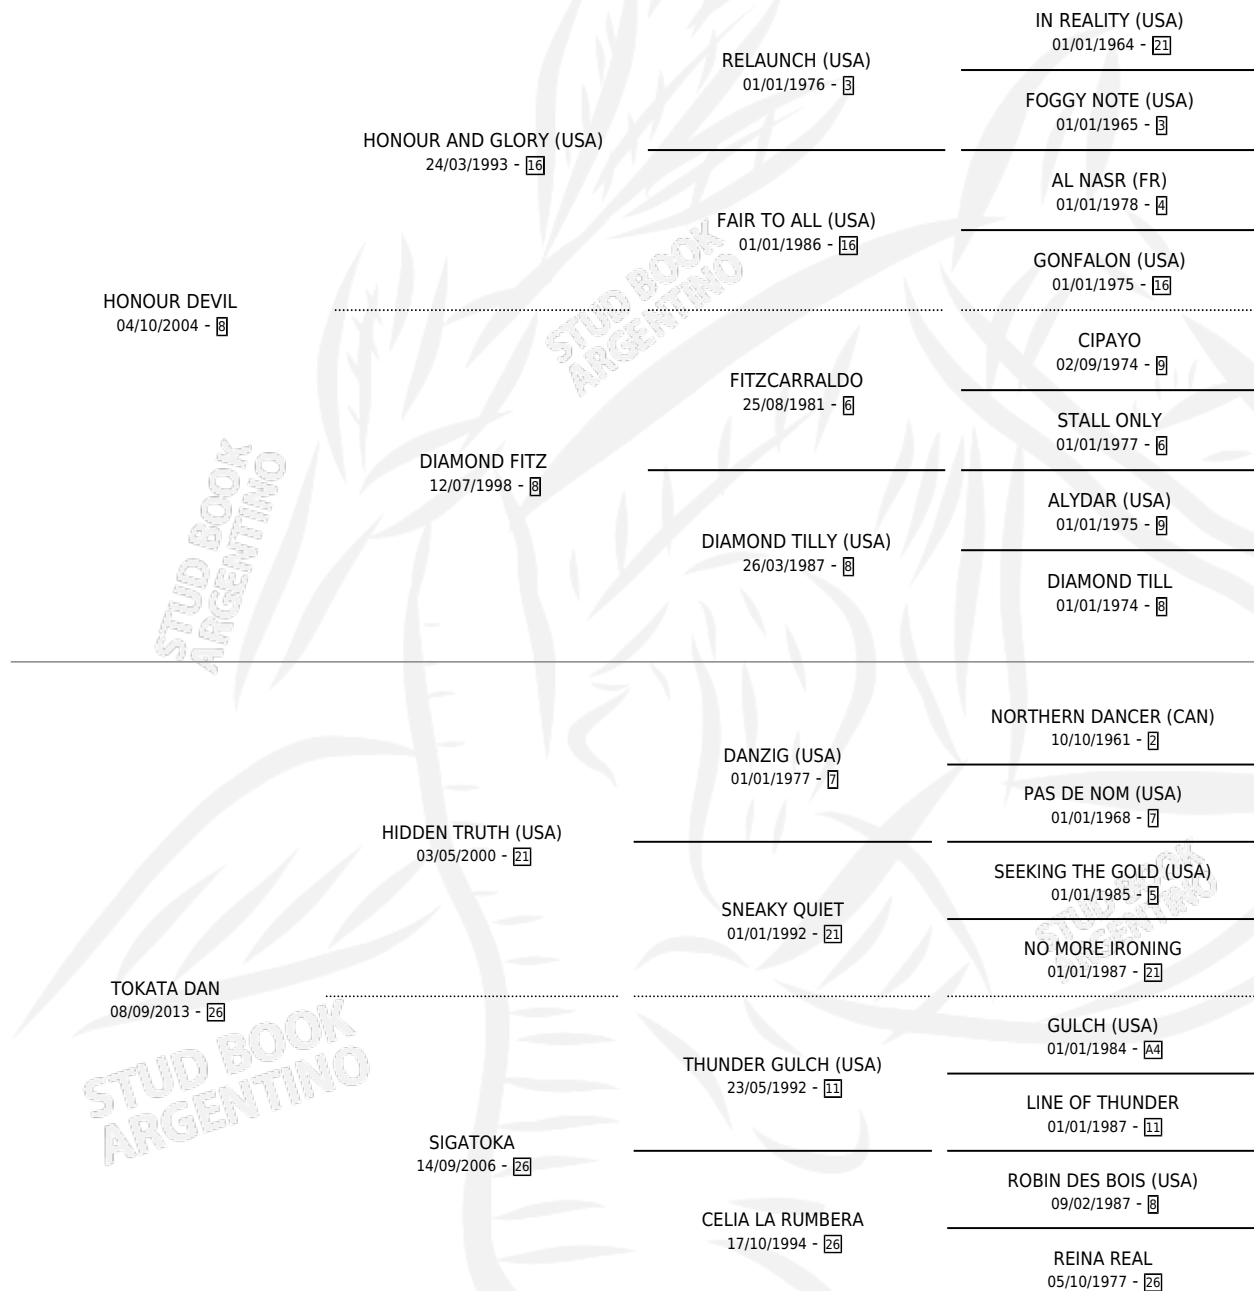 IN REALITY (USA)
01/01/1964 - 21
RELAUNCH (USA)
01/01/1976 - 3
FOGGY NOTE (USA)
01/01/1965 - 3
HONOUR AND GLORY (USA)
24/03/1993 - 16
AL NASR (FR)
01/01/1978 - 4
FAIR TO ALL (USA)
01/01/1986 - 16
GONFALON (USA)
01/01/1975 - 16
HONOUR DEVIL
04/10/2004 - 8
CIPAYO
02/09/1974 - 9
FITZCARRALDO
25/08/1981 - 6
STALL ONLY
01/01/1977 - 6
DIAMOND FITZ
12/07/1998 - 8
ALYDAR (USA)
01/01/1975 - 9
DIAMOND TILLY (USA)
26/03/1987 - 8
DIAMOND TILL
01/01/1974 - 8
NORTHERN DANCER (CAN)
10/10/1961 - 2
DANZIG (USA)
01/01/1977 - 7
PAS DE NOM (USA)
01/01/1968 - 7
HIDDEN TRUTH (USA)
03/05/2000 - 21
SEEKING THE GOLD (USA)
01/01/1985 - 5
SNEAKY QUIET
01/01/1992 - 21
NO MORE IRONING
01/01/1987 - 21
TOKATA DAN
08/09/2013 - 26
GULCH (USA)
01/01/1984 - A4
THUNDER GULCH (USA)
23/05/1992 - 11
LINE OF THUNDER
01/01/1987 - 11
SIGATOKA
14/09/2006 - 26
ROBIN DES BOIS (USA)
09/02/1987 - 8
CELIA LA RUMBERA
17/10/1994 - 26
REINA REAL
05/10/1977 - 26
STUD BOOK
ARGENTINO
STUD BOOK
ARGENTINO
STUD BOOK
ARGENTINO
STUD BOOK
ARGENTINO